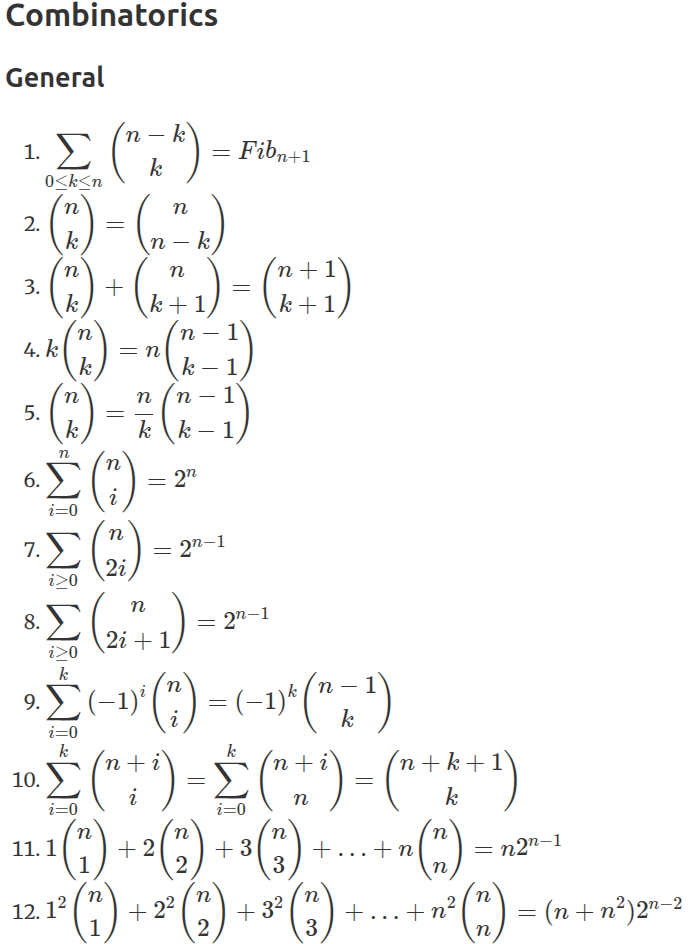 Combinatorics
General
1. $\sum_{0 \le k \le n} \binom{n-k}{k} = Fib_{n+1}$
2. $\binom{n}{k} = \binom{n}{n-k}$
3. $\binom{n}{k} + \binom{n}{k+1} = \binom{n+1}{k+1}$
4. $k\binom{n}{k} = n\binom{n-1}{k-1}$
5. $\binom{n}{k} = \frac{n}{k}\binom{n-1}{k-1}$
6. $\sum_{i=0}^{n} \binom{n}{i} = 2^n$
7. $\sum_{i \ge 0} \binom{n}{2i} = 2^{n-1}$
8. $\sum_{i \ge 0} \binom{n}{2i+1} = 2^{n-1}$
9. $\sum_{i=0}^{k} (-1)^i \binom{n}{i} = (-1)^k \binom{n-1}{k}$
10. $\sum_{i=0}^{k} \binom{n+i}{i} = \sum_{i=0}^{k} \binom{n+i}{n} = \binom{n+k+1}{k}$
11. $1\binom{n}{1} + 2\binom{n}{2} + 3\binom{n}{3} + \ldots + n\binom{n}{n} = n2^{n-1}$
12. $1^2\binom{n}{1} + 2^2\binom{n}{2} + 3^2\binom{n}{3} + \ldots + n^2\binom{n}{n} = (n+n^2)2^{n-2}$